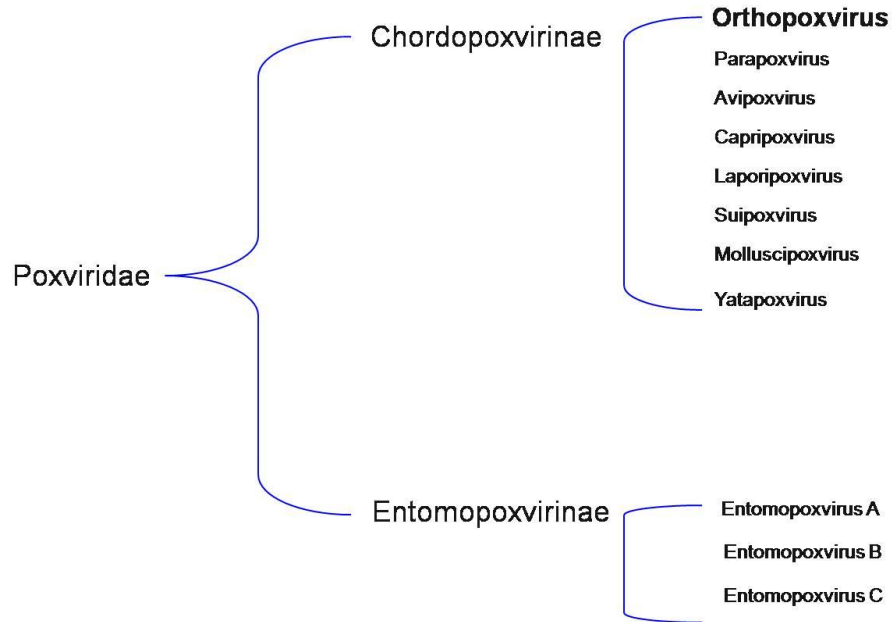 Poxviridae
Chordopoxvirinae
Orthopoxvirus
Parapoxvirus
Avipoxvirus
Capripoxvirus
Laporipoxvirus
Suipoxvirus
Molluscipoxvirus
Yatapoxvirus
Entomopoxvirinae
Entomopoxvirus A
Entomopoxvirus B
Entomopoxvirus C